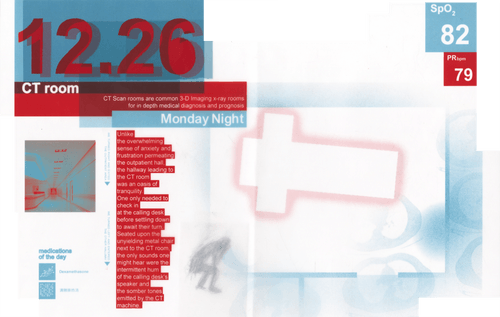 12.26
SpO2
82
PRbpm
79
CT room
CT Scan rooms are common 3-D Imaging x-ray rooms
for in depth medical diagnosis and prognosis
Monday Night
Unlike
the overwhelming
sense of anxiety and
frustration permeating
the outpatient hall,
the hallway leading to
the CT room
was an oasis of
tranquility.
One only needed to
check in
at the calling desk
before settling down
to await their turn.
Seated upon the
unyielding metal chair
next to the CT room,
the only sounds one
might hear were the
intermittent hum
of the calling desk's
speaker and
the somber tones
emitted by the CT
machine.
medications
of the day